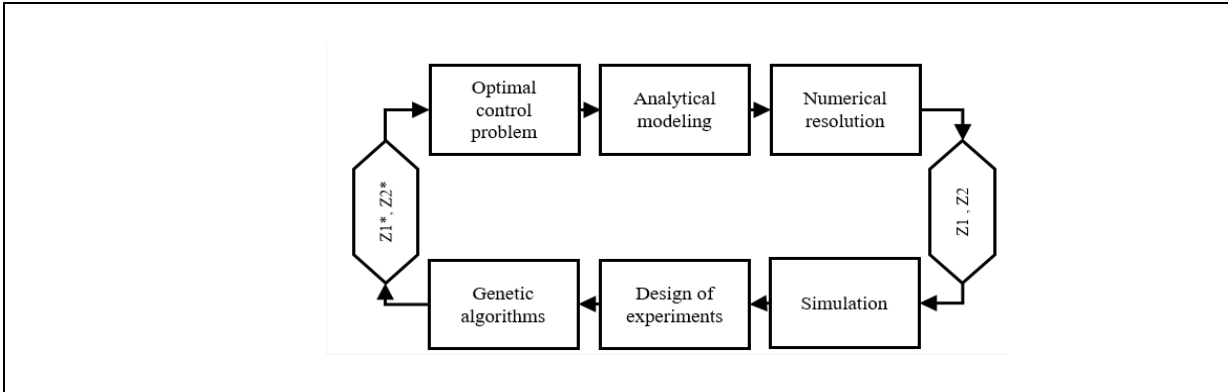 Optimal
control
problem
Analytical
modeling
Numerical
resolution
Z1*, Z2*
Z1 , Z2
Genetic
algorithms
Design of
experiments
Simulation